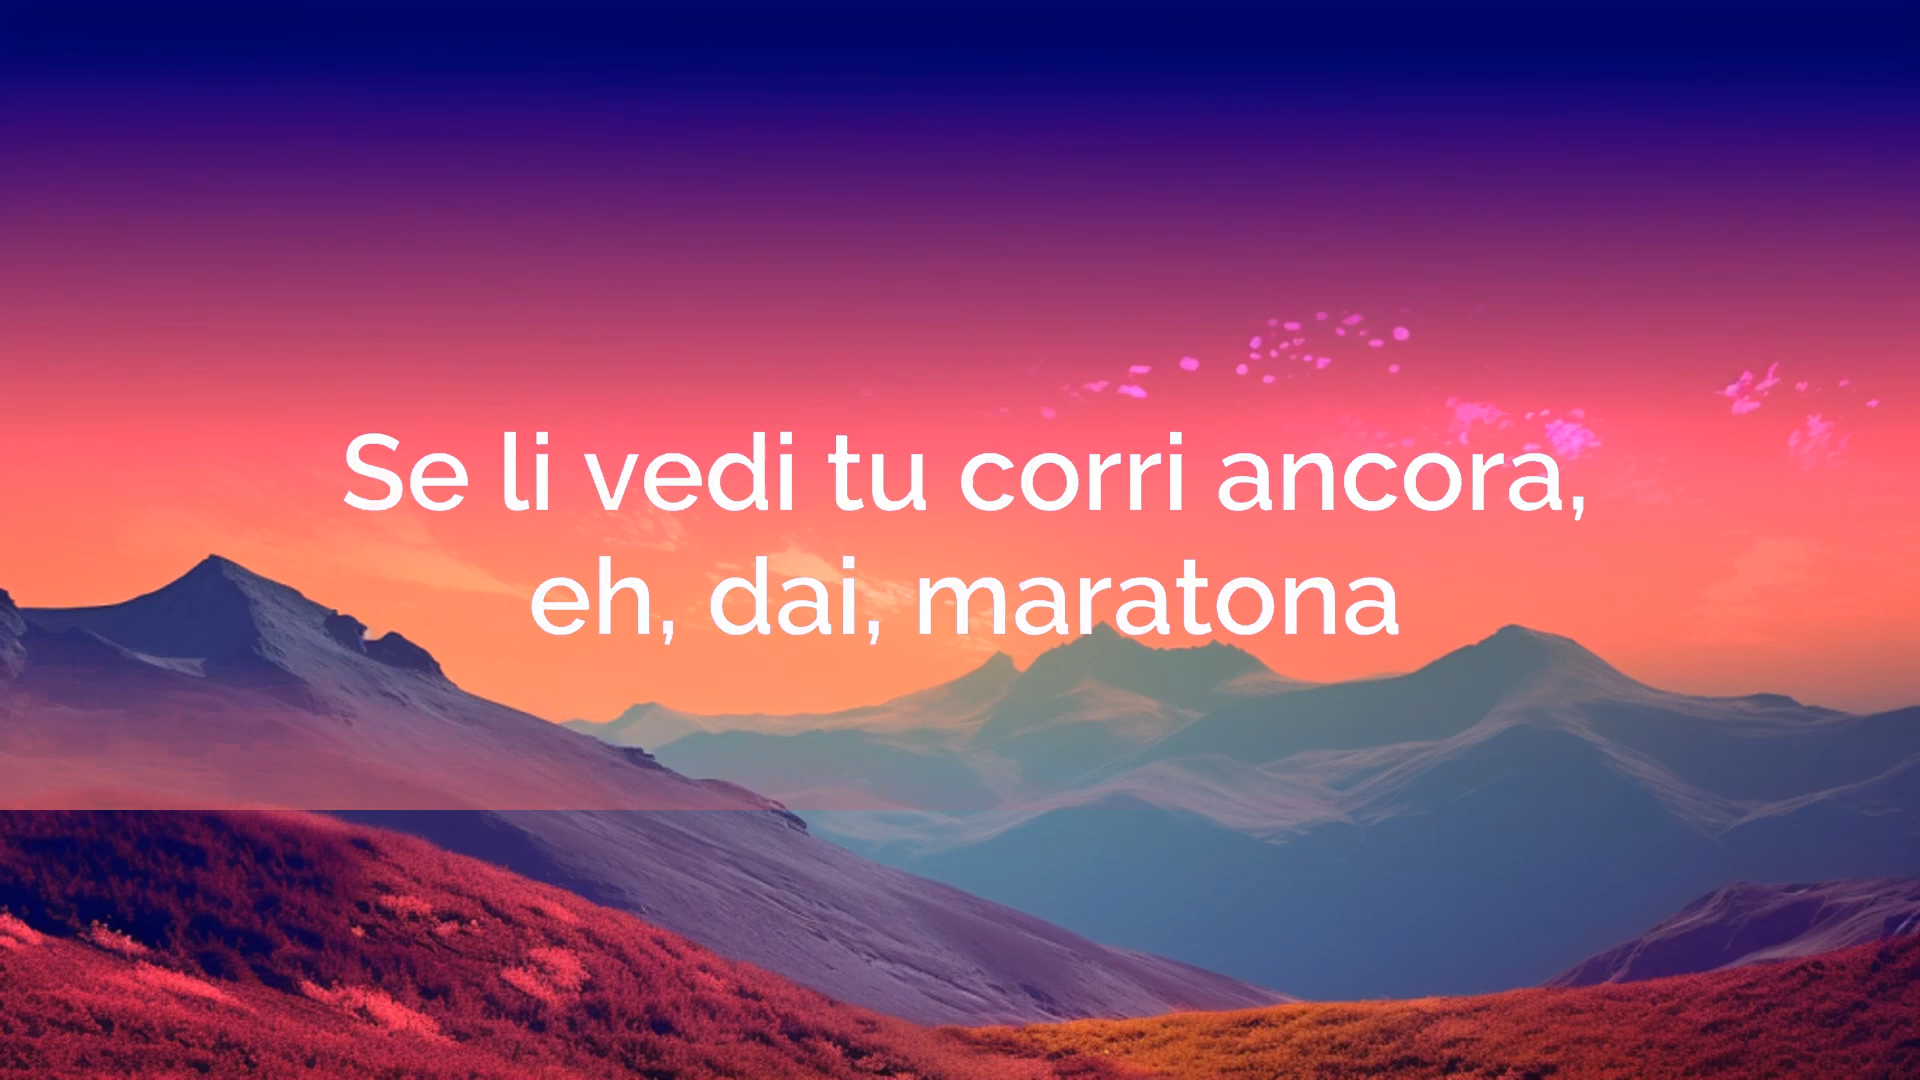 Se li vedi tu corri ancora,
eh, dai, maratona